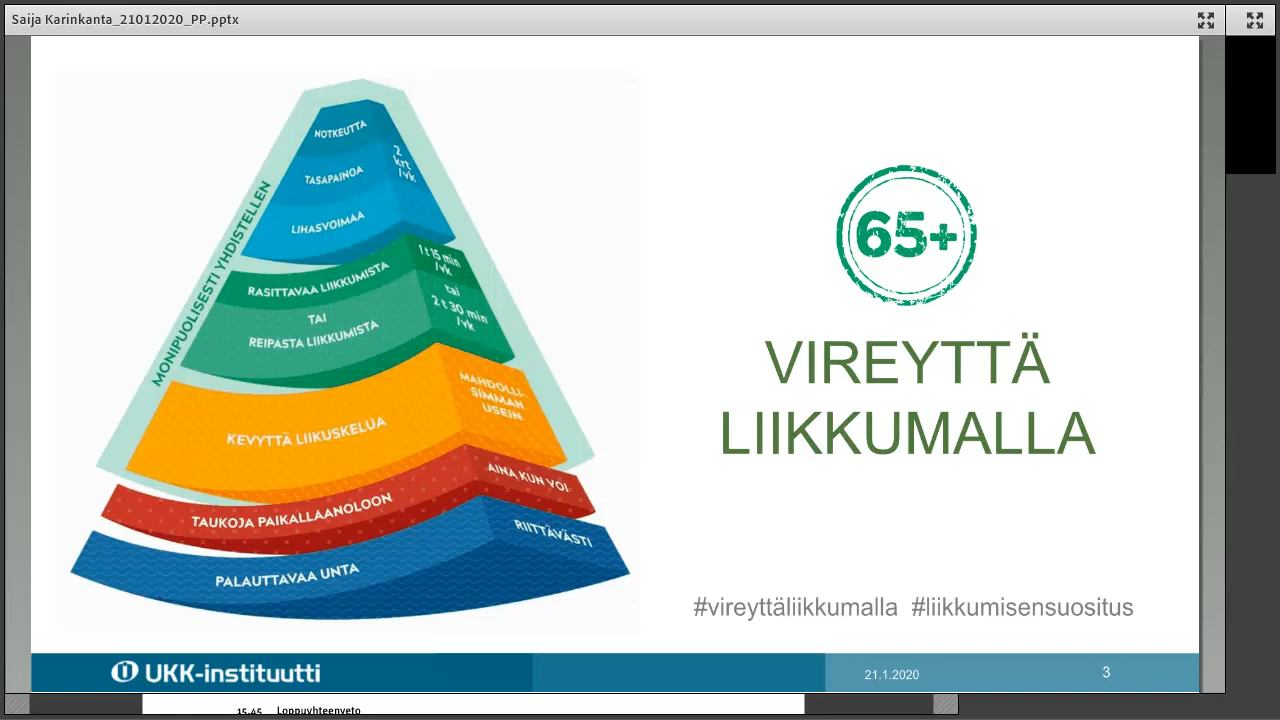 Saija Karinkanta_21012020_PP.pptx
MONIPUOLISESTI YHDISTELLEN
NOTKEUTTA
TASAPAINOA
LIHASVOIMAA
2
krt
/vk
RASITTAVAA LIIKKUMISTA
TAI
REIPASTA LIIKKUMISTA
1 t 15 min
/vk
tai
2 t 30 min
/vk
KEVYTTÄ LIIKUSKELUA
MAHDOLLI-
SIMMAN
USEIN
TAUKOJA PAIKALLAANOLOON
AINA KUN VOI
PALAUTTAVAA UNTA
RIITTÄVÄSTI
65+
VIREYTTÄ
LIIKKUMALLA
#vireyttäliikkumalla #liikkumisensuositus
UKK-instituutti
21.1.2020
3
15.45 Loppuyhteenveto